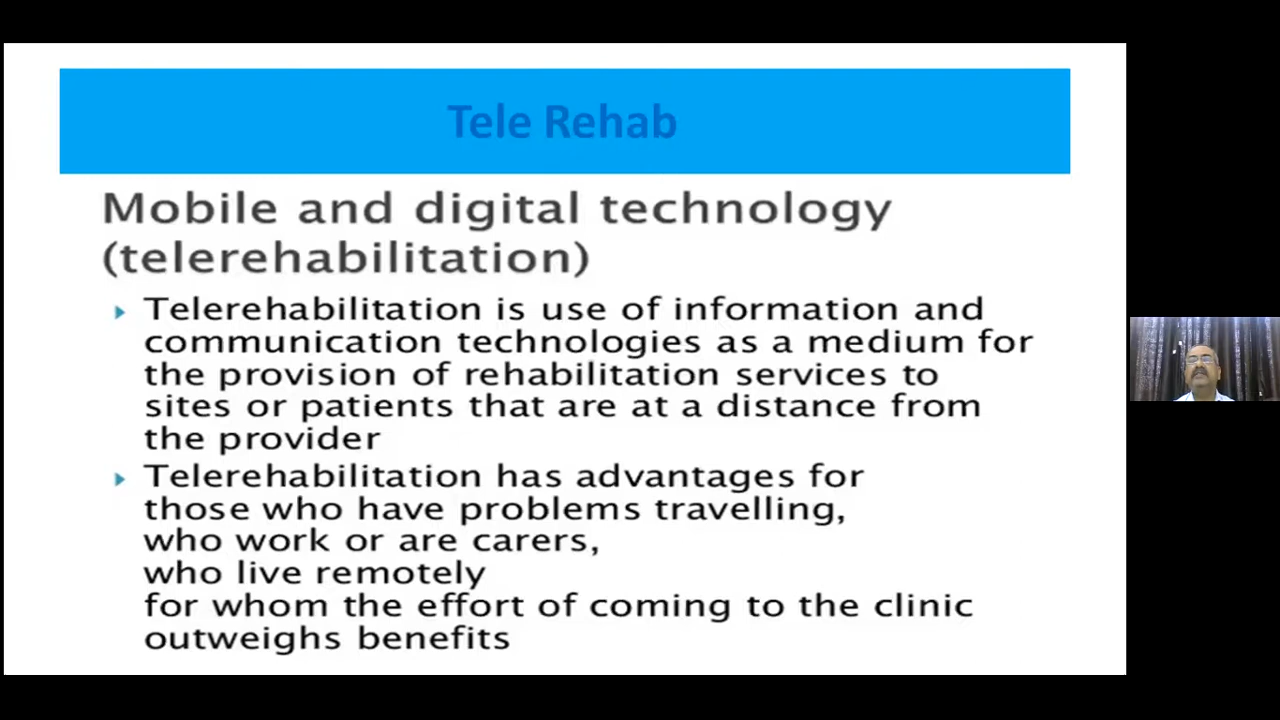 Tele Rehab
Mobile and digital technology
(telerehabilitation)
Telerehabilitation is use of information and
communication technologies as a medium for
the provision of rehabilitation services to
sites or patients that are at a distance from
the provider
Telerehabilitation has advantages for
those who have problems travelling,
who work or are carers,
who live remotely
for whom the effort of coming to the clinic
outweighs benefits